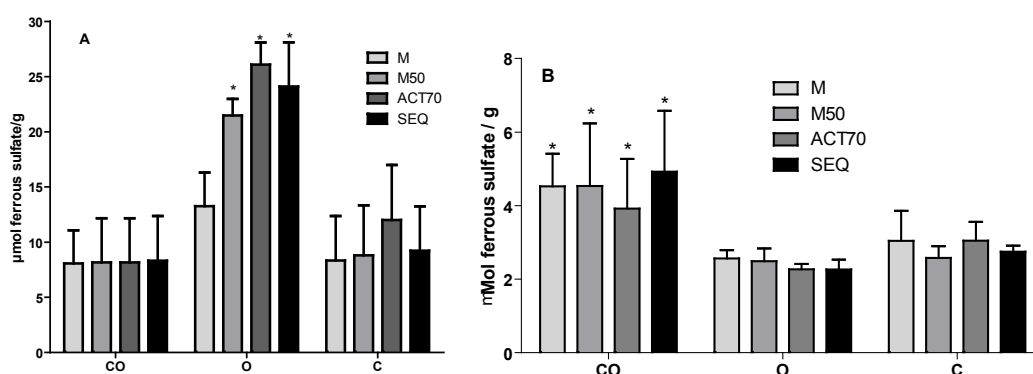 A
30
25
20
15
10
5
0
µmol ferrous sulfate/g
* * *
M
M50
ACT70
SEQ
CO O C
B
8
6
4
2
0
mMol ferrous sulfate / g
* * * *
M
M50
ACT70
SEQ
CO O C